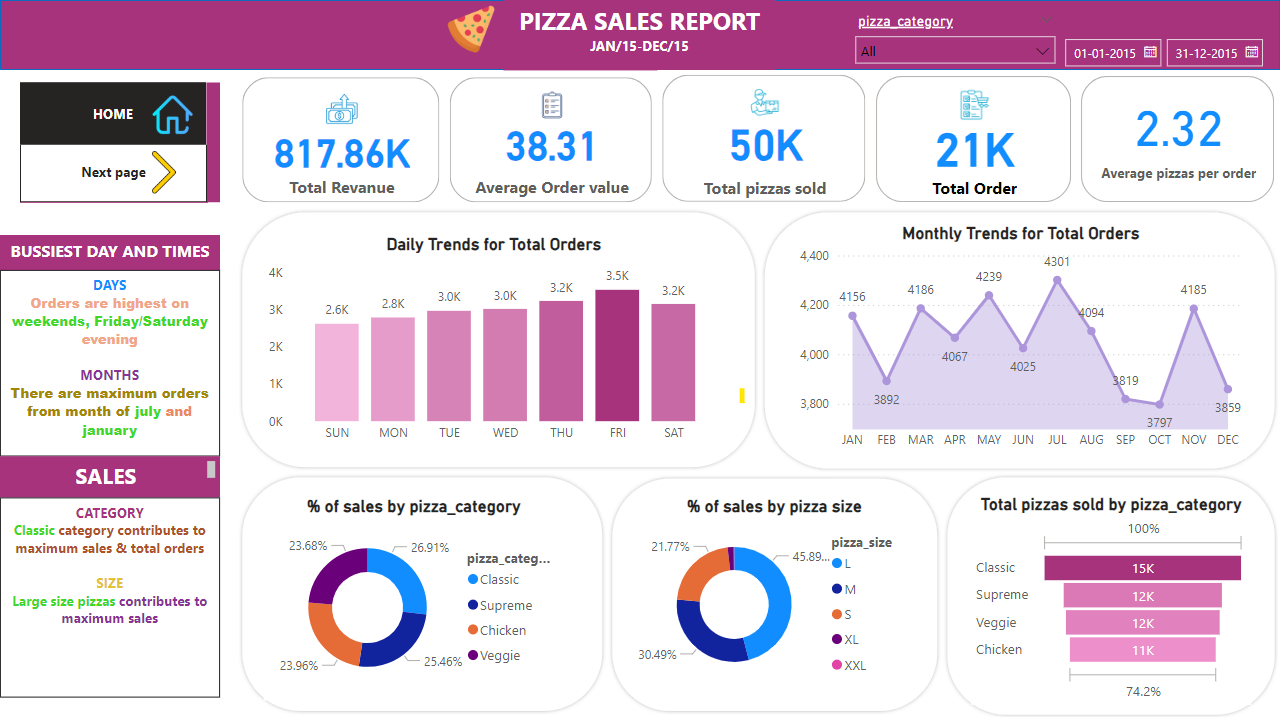 PIZZA SALES REPORT
JAN/15-DEC/15
pizza_category
All
01-01-2015
31-12-2015
HOME
Next page
817.86K
Total Revanue
38.31
Average Order value
50K
Total pizzas sold
21K
Total Order
2.32
Average pizzas per order
BUSSIEST DAY AND TIMES
DAYS
Orders are highest on
weekends, Friday/Saturday
evening
MONTHS
There are maximum orders
from month of july and
january
SALES
CATEGORY
Classic category contributes to
maximum sales & total orders
SIZE
Large size pizzas contributes to
maximum sales
Daily Trends for Total Orders
4K
3K
2K
1K
0K
2.6K
2.8K
3.0K
3.0K
3.2K
3.5K
3.2K
SUN
MON
TUE
WED
THU
FRI
SAT
Monthly Trends for Total Orders
4,400
4,200
4,000
3,800
4156
3892
4186
4067
4239
4025
4301
4094
3819
3797
4185
3859
JAN
FEB
MAR
APR
MAY
JUN
JUL
AUG
SEP
OCT
NOV
DEC
% of sales by pizza_category
23.68%
26.91%
23.96%
25.46%
pizza_categ...
Classic
Supreme
Chicken
Veggie
% of sales by pizza size
21.77%
45.89...
30.49%
pizza_size
L
M
S
XL
XXL
Total pizzas sold by pizza_category
100%
Classic
15K
Supreme
12K
Veggie
12K
Chicken
11K
74.2%